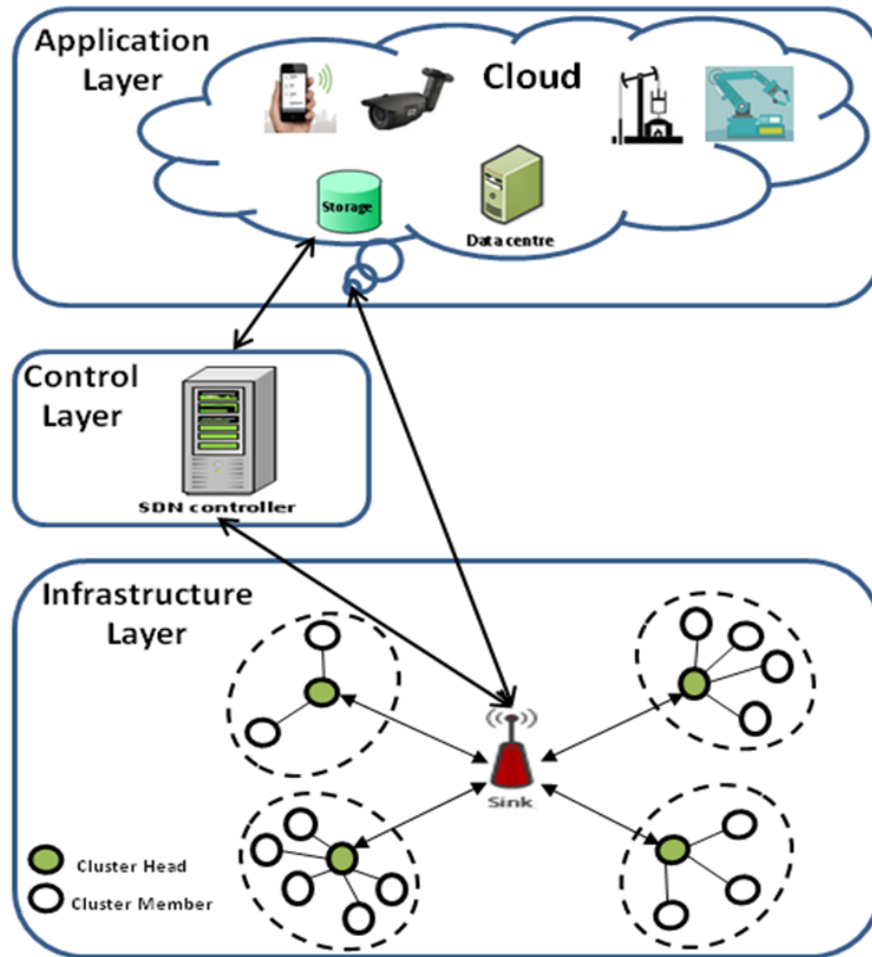 Application
Layer
Cloud
Storage
Data centre
Control
Layer
SDN controller
Infrastructure
Layer
Sink
Cluster Head
Cluster Member